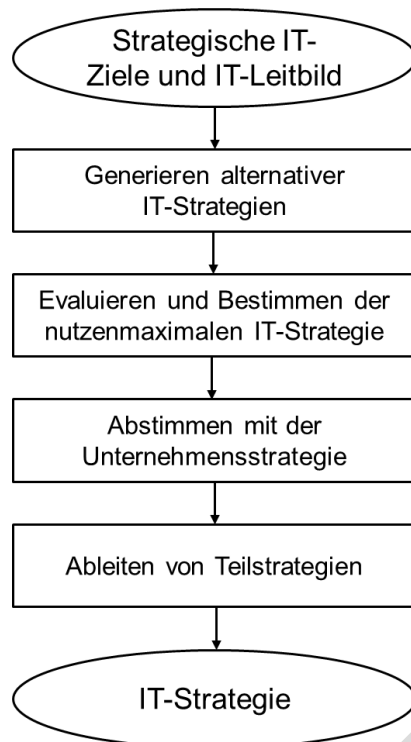 Strategische IT-
Ziele und IT-Leitbild
Generieren alternativer
IT-Strategien
Evaluieren und Bestimmen der
nutzenmaximalen IT-Strategie
Abstimmen mit der
Unternehmensstrategie
Ableiten von Teilstrategien
IT-Strategie